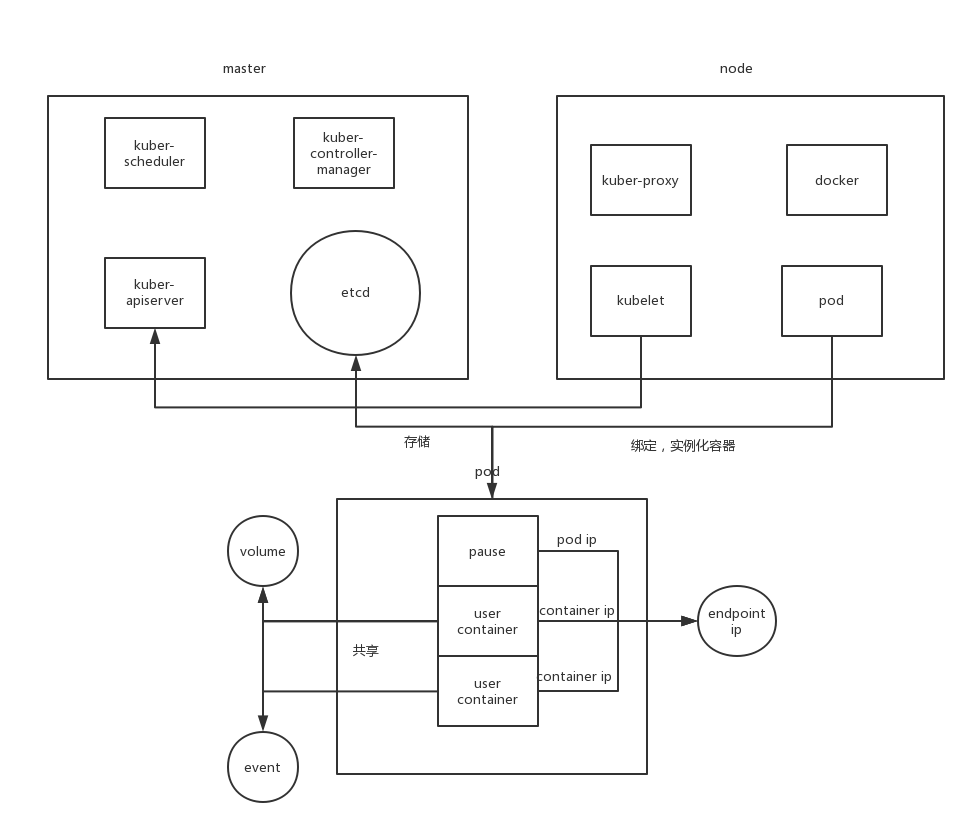 master
node
kuber-
scheduler
kuber-
controller-
manager
kuber-proxy
docker
kuber-
apiserver
etcd
kubelet
pod
存储
绑定，实例化容器
pod
volume
pause
pod ip
user
container
container ip
endpoint
ip
共享
user
container
container ip
event